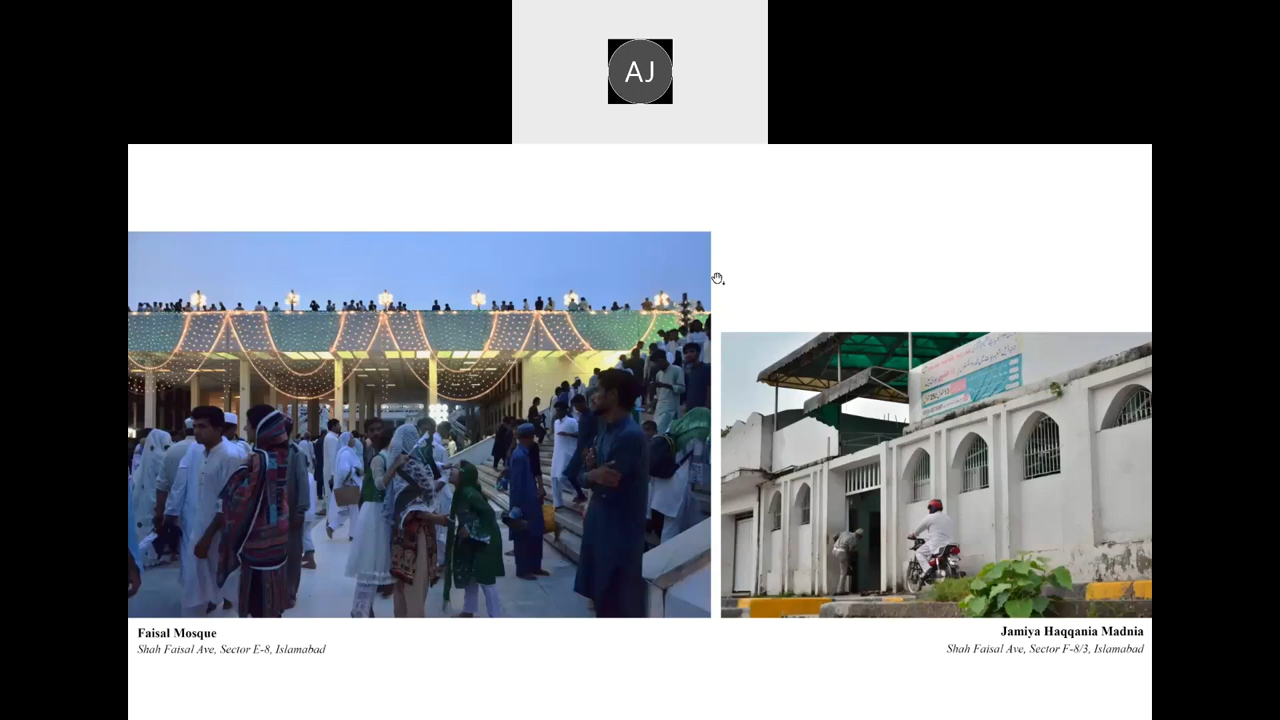 AJ
Faisal Mosque
Shah Faisal Ave, Sector E-8, Islamabad
Jamiya Haqqania Madnia
Shah Faisal Ave, Sector F-8/3, Islamabad